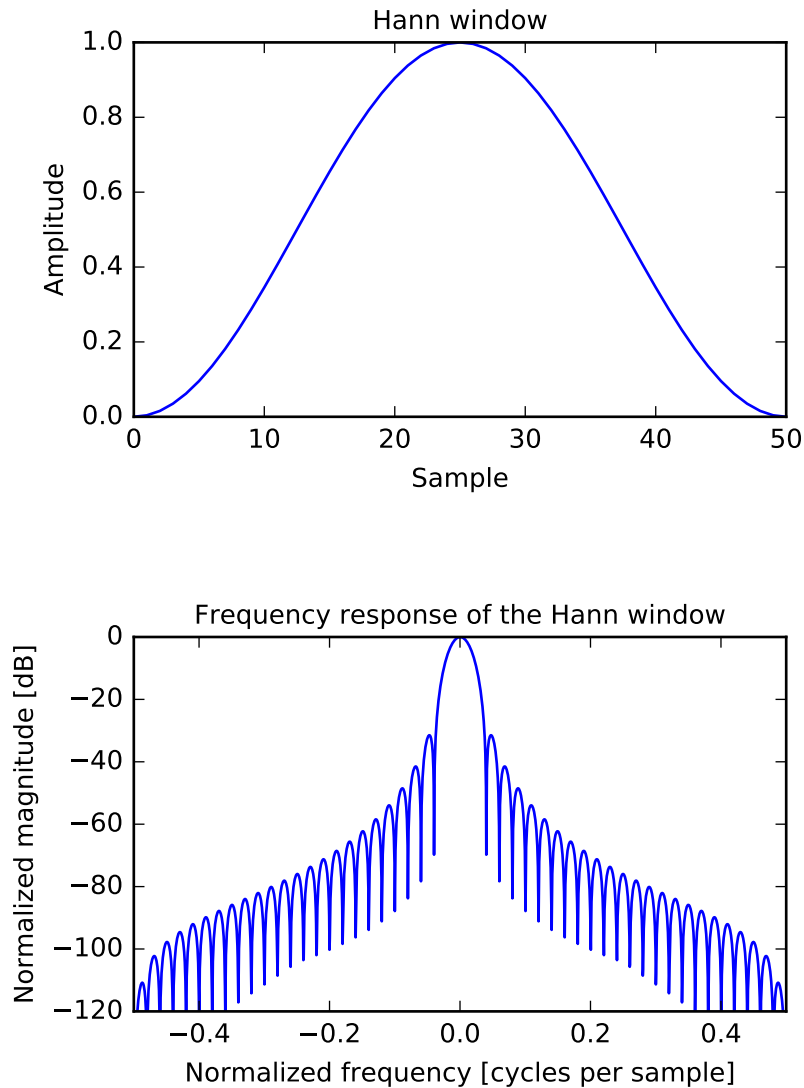 Hann window
1.0
0.8
0.6
0.4
0.2
0.0
Amplitude
0 10 20 30 40 50
Sample
Frequency response of the Hann window
0
−20
−40
−60
−80
−100
−120
Normalized magnitude [dB]
−0.4 −0.2 0.0 0.2 0.4
Normalized frequency [cycles per sample]